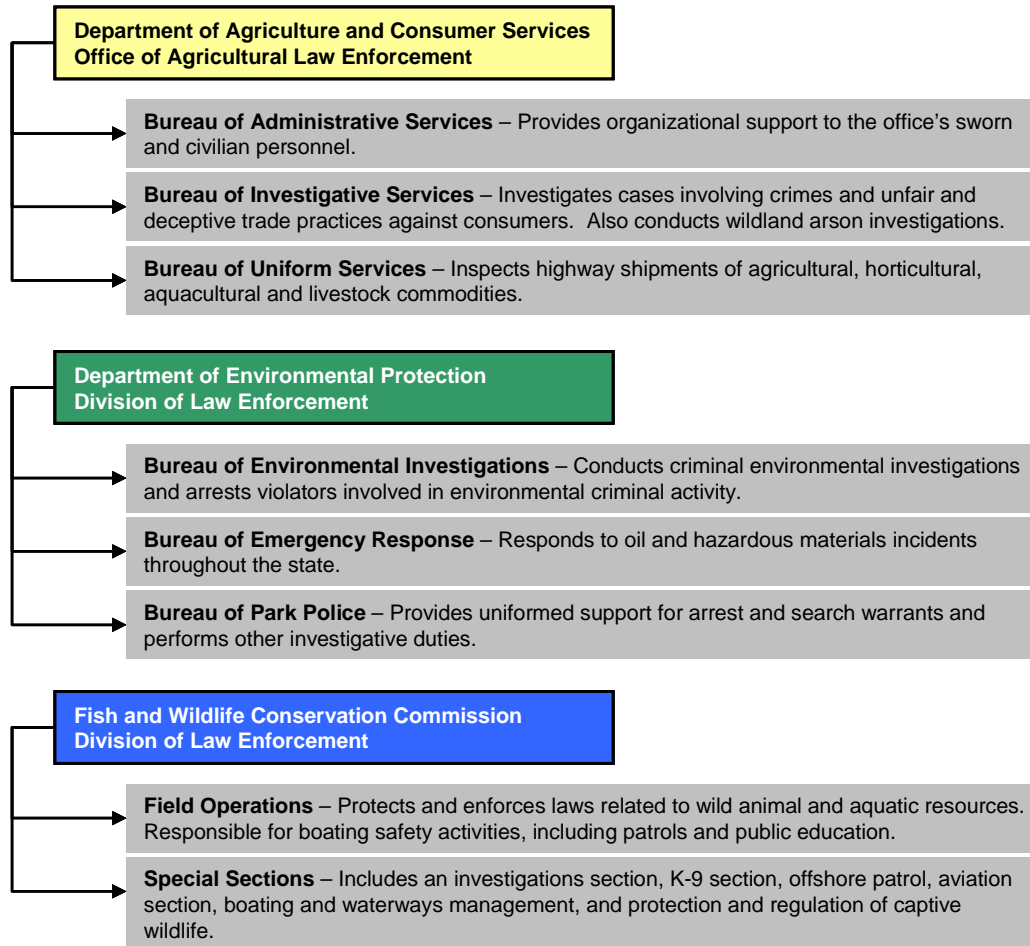 Department of Agriculture and Consumer Services
Office of Agricultural Law Enforcement
Bureau of Administrative Services – Provides organizational support to the office's sworn
and civilian personnel.
Bureau of Investigative Services – Investigates cases involving crimes and unfair and
deceptive trade practices against consumers.  Also conducts wildland arson investigations.
Bureau of Uniform Services – Inspects highway shipments of agricultural, horticultural,
aquacultural and livestock commodities.
Department of Environmental Protection
Division of Law Enforcement
Bureau of Environmental Investigations – Conducts criminal environmental investigations
and arrests violators involved in environmental criminal activity.
Bureau of Emergency Response – Responds to oil and hazardous materials incidents
throughout the state.
Bureau of Park Police – Provides uniformed support for arrest and search warrants and
performs other investigative duties.
Fish and Wildlife Conservation Commission
Division of Law Enforcement
Field Operations – Protects and enforces laws related to wild animal and aquatic resources.
Responsible for boating safety activities, including patrols and public education.
Special Sections – Includes an investigations section, K-9 section, offshore patrol, aviation
section, boating and waterways management, and protection and regulation of captive
wildlife.